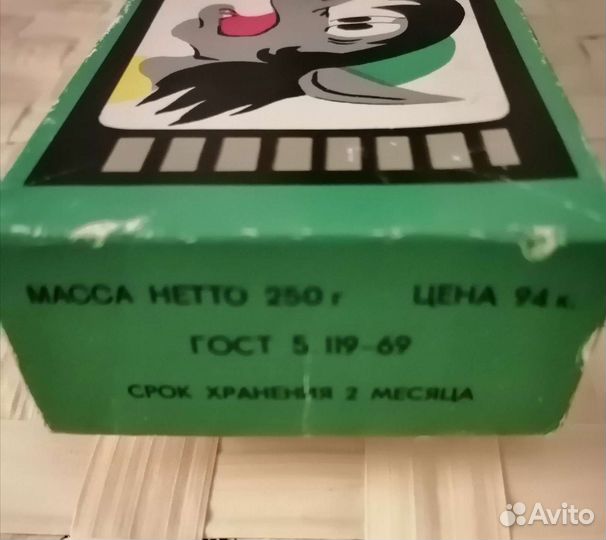 МАССА НЕТТО 250 г ЦЕНА 94 к.
ГОСТ 5 119-69
СРОК ХРАНЕНИЯ 2 МЕСЯЦА
Avito